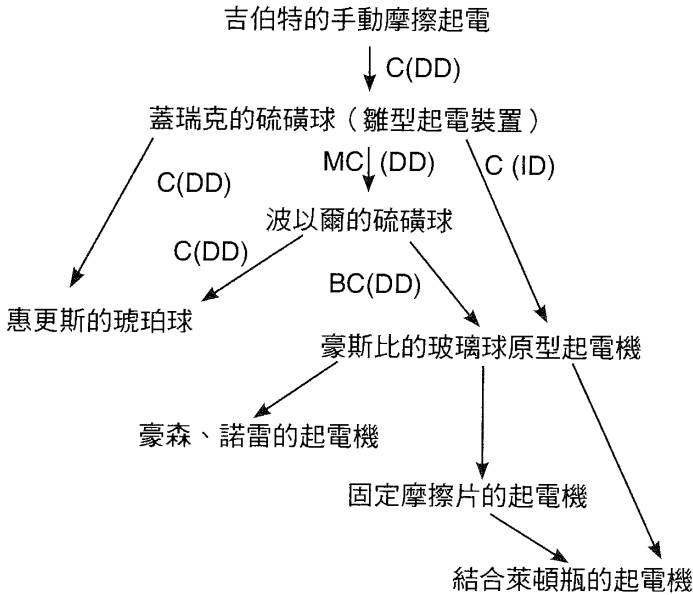 吉伯特的手動摩擦起電
C(DD)
蓋瑞克的硫磺球（雛型起電裝置）
MC (DD)
C (ID)
C(DD)
波以爾的硫磺球
C(DD)
BC(DD)
惠更斯的琥珀球
豪斯比的玻璃球原型起電機
豪森、諾雷的起電機
固定摩擦片的起電機
結合萊頓瓶的起電機